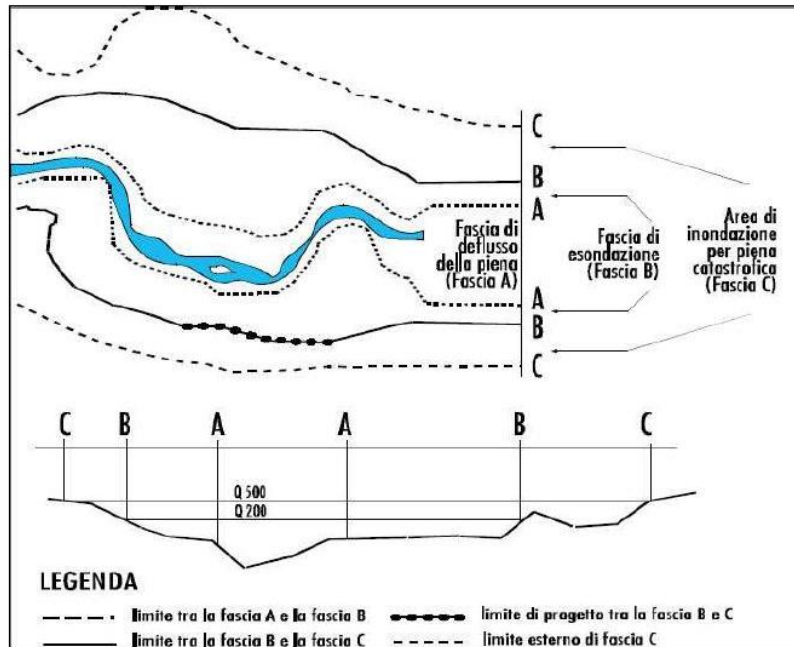 C
B
A
Fascia di
deflusso
della piena
(Fascia A)
Fascia di
esondazione
(Fascia B)
Area di
inondazione
per piena
catastrolica
(Fascia C)
A
B
C
C B A A B C
Q 500
Q 200
LEGENDA
limite tra la fascia A e la fascia B
limite di progetto tra la fascia B e C
limite tra la fascia B e la fascia C
limite esterno di fascia C